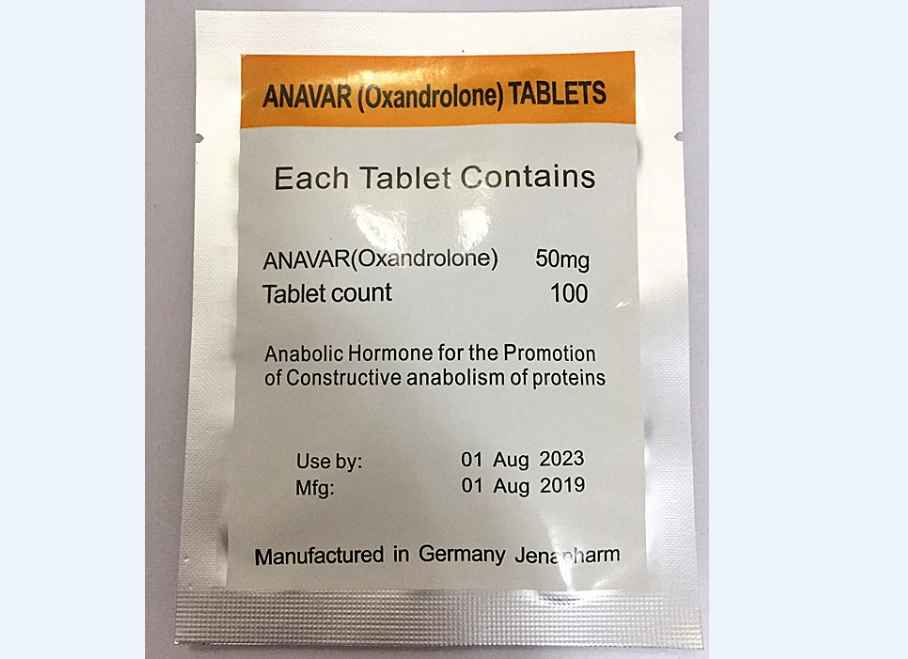 ANAVAR (Oxandrolone) TABLETS
Each Tablet Contains
ANAVAR(Oxandrolone) 50mg
Tablet count 100
Anabolic Hormone for the Promotion
of Constructive anabolism of proteins
Use by: 01 Aug 2023
Mfg: 01 Aug 2019
Manufactured in Germany Jenapharm